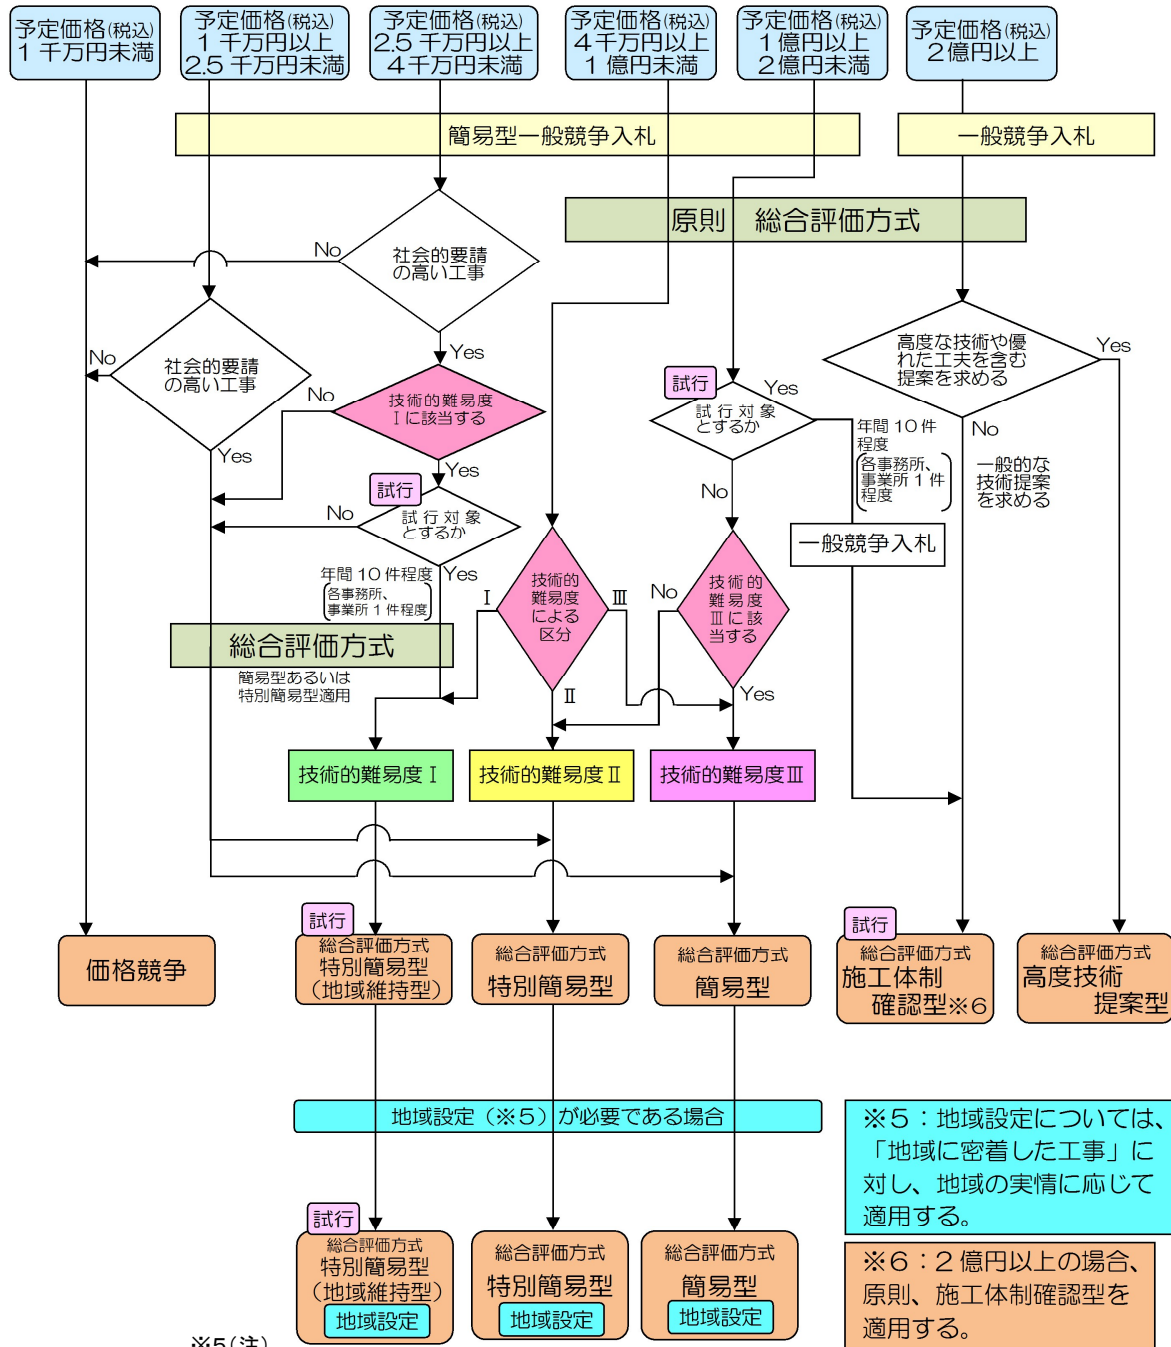 予定価格(税込)
1千万円未満
予定価格(税込)
1千万円以上
2.5千万円未満
予定価格(税込)
2.5千万円以上
4千万円未満
予定価格(税込)
4千万円以上
1億円未満
予定価格(税込)
1億円以上
2億円未満
予定価格(税込)
2億円以上
簡易型一般競争入札
一般競争入札
原則 総合評価方式
社会的要請
の高い工事
No
Yes
社会的要請
の高い工事
No
Yes
技術的難易度
Ⅰに該当する
No
Yes
試行
試行対象
とするか
No
Yes
年間10件程度
各事務所、
事業所1件程度
総合評価方式
簡易型あるいは
特別簡易型適用
技術的
難易度
による
区分
Ⅰ
Ⅲ
Ⅱ
試行
試行対象
とするか
Yes
No
年間10件
程度
各事務所、
事業所1件
程度
一般競争入札
技術的
難易度
Ⅲに該
当する
No
Yes
高度な技術や優
れた工夫を含む
提案を求める
Yes
No
一般的な
技術提案
を求める
技術的難易度Ⅰ
技術的難易度Ⅱ
技術的難易度Ⅲ
価格競争
試行
総合評価方式
特別簡易型
(地域維持型)
総合評価方式
特別簡易型
総合評価方式
簡易型
試行
総合評価方式
施工体制
確認型※6
総合評価方式
高度技術
提案型
地域設定(※5)が必要である場合
試行
総合評価方式
特別簡易型
(地域維持型)
地域設定
総合評価方式
特別簡易型
地域設定
総合評価方式
簡易型
地域設定
※5:地域設定については、
「地域に密着した工事」に
対し、地域の実情に応じて
適用する。
※6:2億円以上の場合、
原則、施工体制確認型を
適用する。
※5(注)